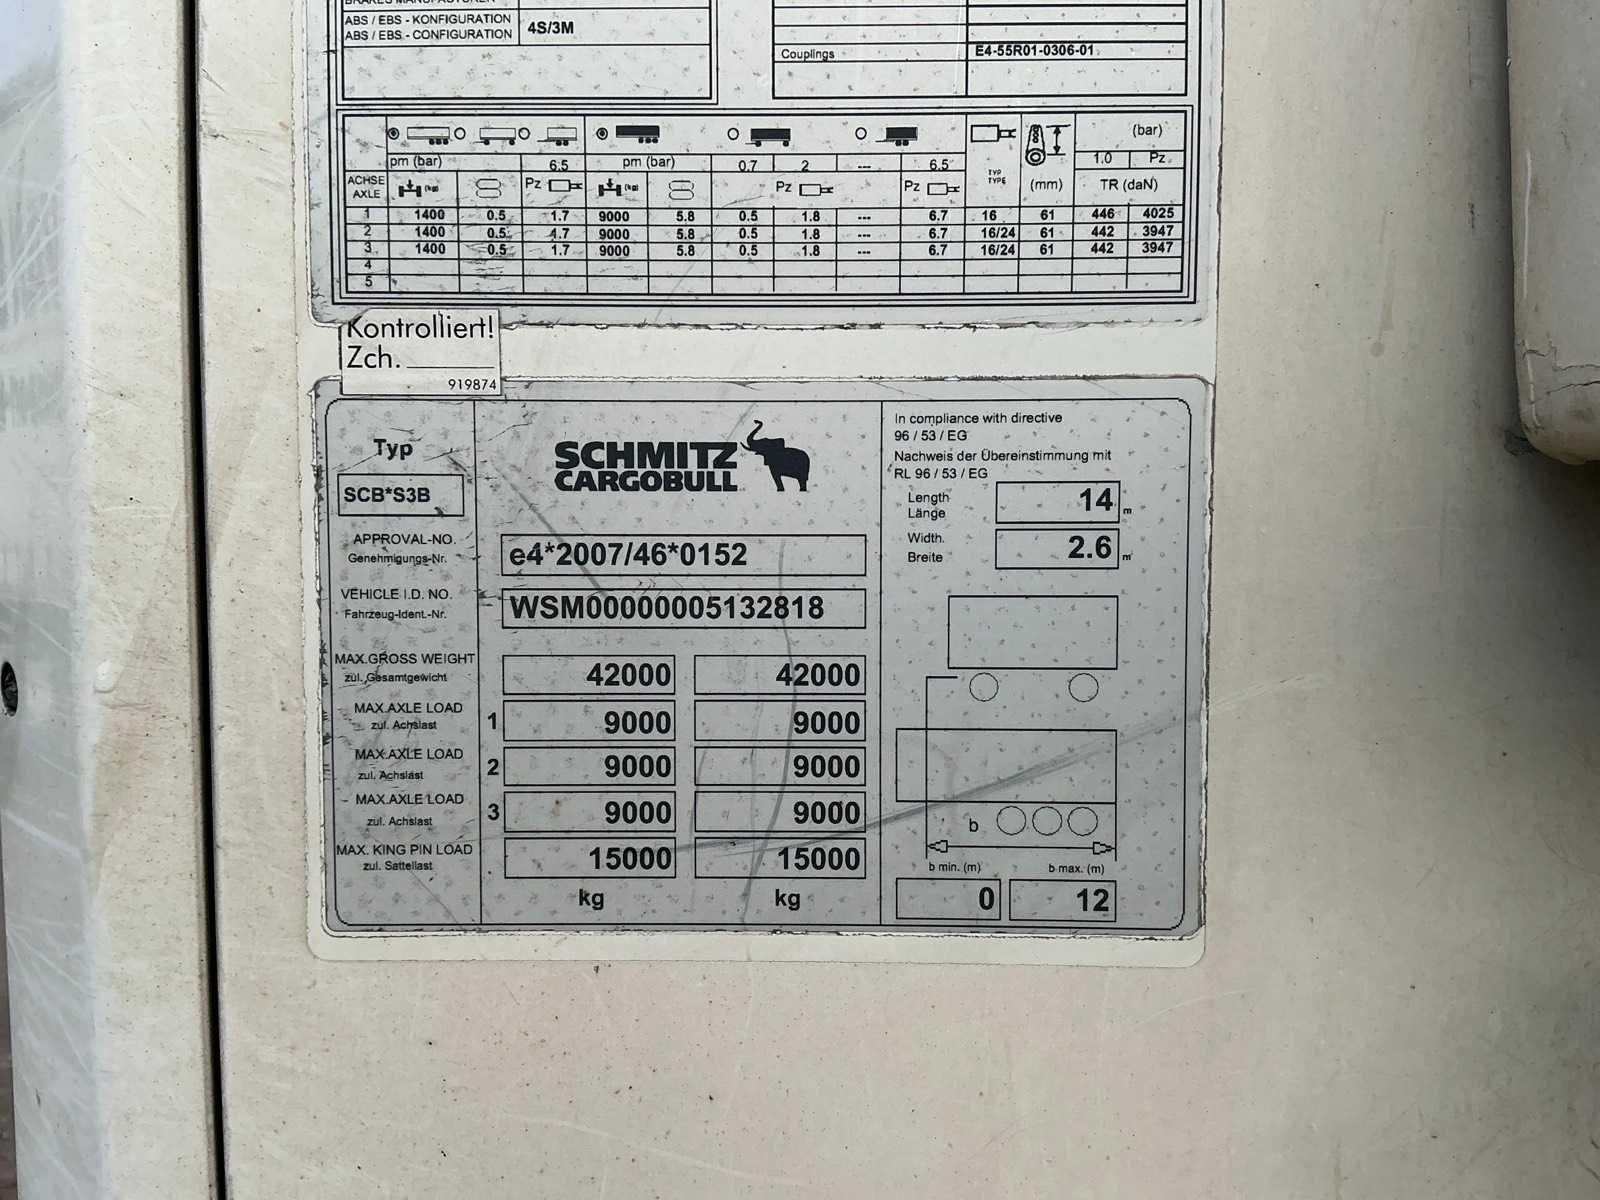 BRAKES MANUFACTURER
ABS / EBS - KONFIGURATION
ABS / EBS - CONFIGURATION
4S/3M
Couplings
E4-55R01-0306-01
(bar)
pm (bar) 6.5 pm (bar) 0.7 2 --- 6.5 1.0 Pz
ACHSE
AXLE
(kg) Pz (kg) Pz Pz TYP
TYPE (mm) TR (daN)
1 1400 0.5 1.7 9000 5.8 0.5 1.8 --- 6.7 16 61 446 4025
2 1400 0.5 1.7 9000 5.8 0.5 1.8 --- 6.7 16/24 61 442 3947
3 1400 0.5 1.7 9000 5.8 0.5 1.8 --- 6.7 16/24 61 442 3947
4
5
Kontrolliert!
Zch.
919874
Typ
SCB*S3B
SCHMITZ
CARGOBULL
APPROVAL-NO.
Genehmigungs-Nr.
e4*2007/46*0152
VEHICLE I.D. NO.
Fahrzeug-Ident.-Nr.
WSM00000005132818
MAX.GROSS WEIGHT
zul. Gesamtgewicht
42000 42000
MAX.AXLE LOAD
zul. Achslast
1 9000 9000
MAX.AXLE LOAD
zul. Achslast
2 9000 9000
MAX.AXLE LOAD
zul. Achslast
3 9000 9000
MAX. KING PIN LOAD
zul. Sattellast
15000 15000
kg kg
In compliance with directive
96 / 53 / EG
Nachweis der Übereinstimmung mit
RL 96 / 53 / EG
Length
Länge
14 m
Width.
Breite
2.6 m
b
b min. (m) b max. (m)
0 12